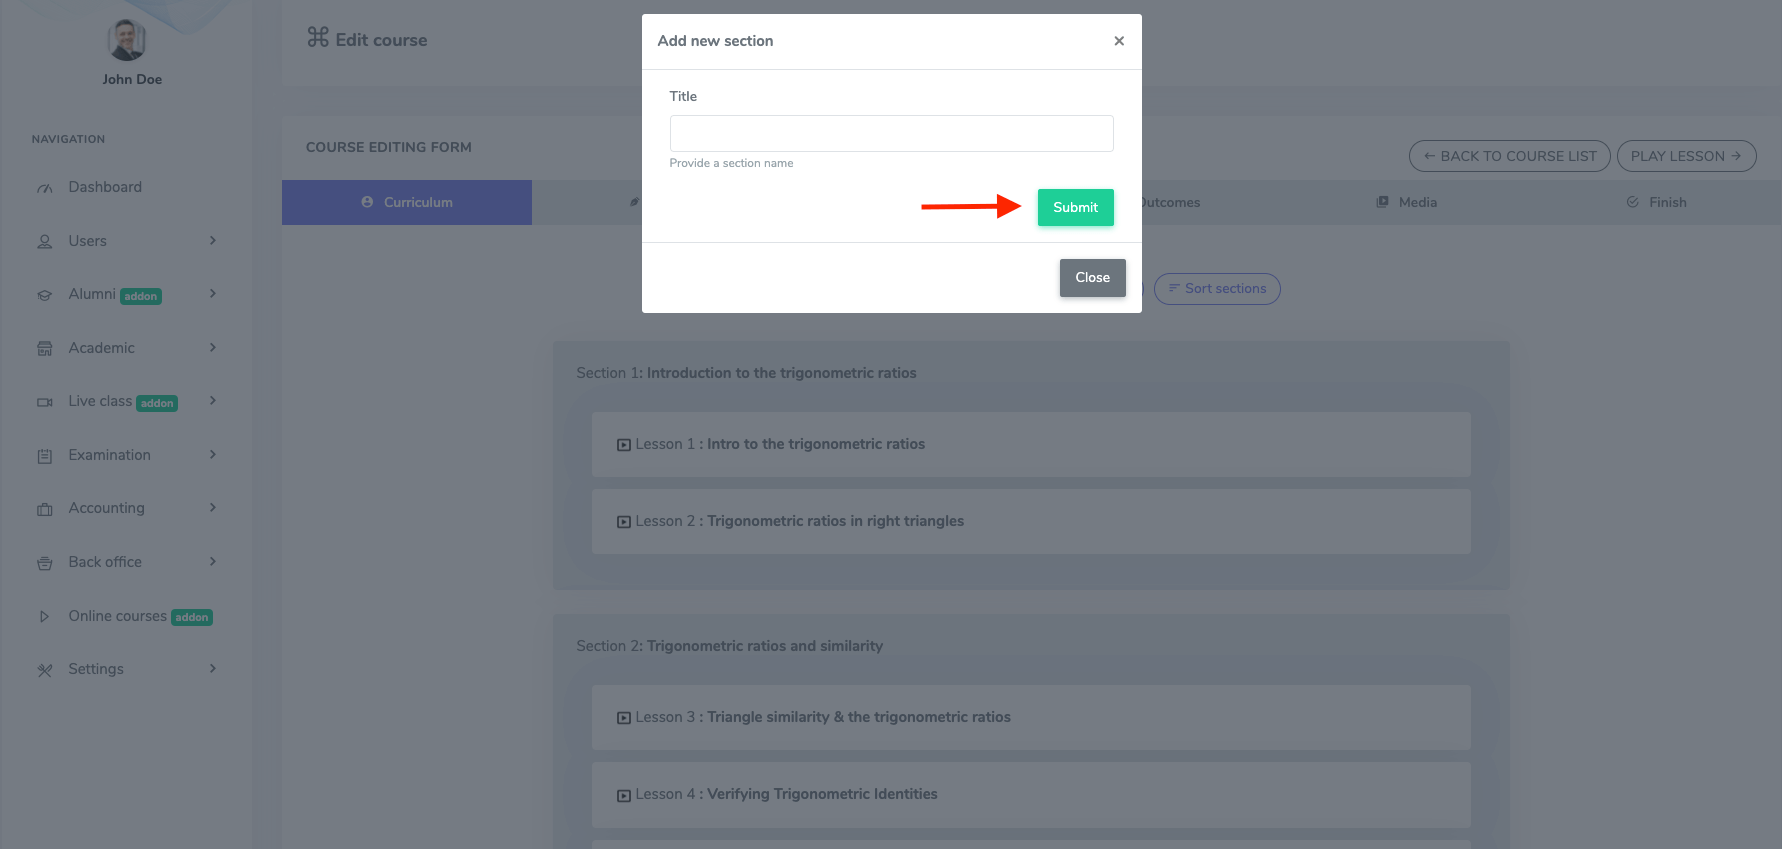 John Doe
NAVIGATION
Dashboard
Users
Alumni addon
Academic
Live class addon
Examination
Accounting
Back office
Online courses addon
Settings
Edit course
Add new section
×
Title
Provide a section name
Submit
Close
COURSE EDITING FORM
← BACK TO COURSE LIST
PLAY LESSON →
Curriculum
Outcomes
Media
Finish
Sort sections
Section 1: Introduction to the trigonometric ratios
Lesson 1 : Intro to the trigonometric ratios
Lesson 2 : Trigonometric ratios in right triangles
Section 2: Trigonometric ratios and similarity
Lesson 3 : Triangle similarity & the trigonometric ratios
Lesson 4 : Verifying Trigonometric Identities